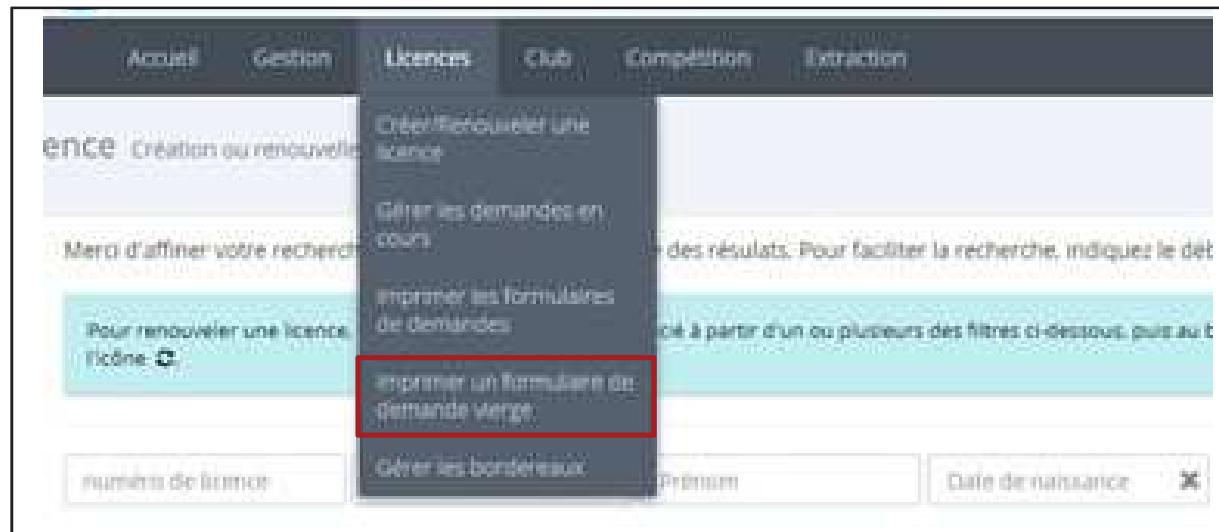 Accueil Gestion Licences Club Compétition Extraction
Créer/Renouveler une
licence
ence Création ou renouvelle
Gérer les demandes en
cours
Merci d'affiner votre recherch
des résulats. Pour faciliter la recherche, indiquez le déb
Imprimer les formulaires
de demandes
Pour renouveler une licence,
cié à partir d'un ou plusieurs des filtres ci-dessous, puis au b
l'icône
Imprimer un formulaire de
demande vierge
Gérer les bordereaux
numéro de licence Prénom Date de naissance